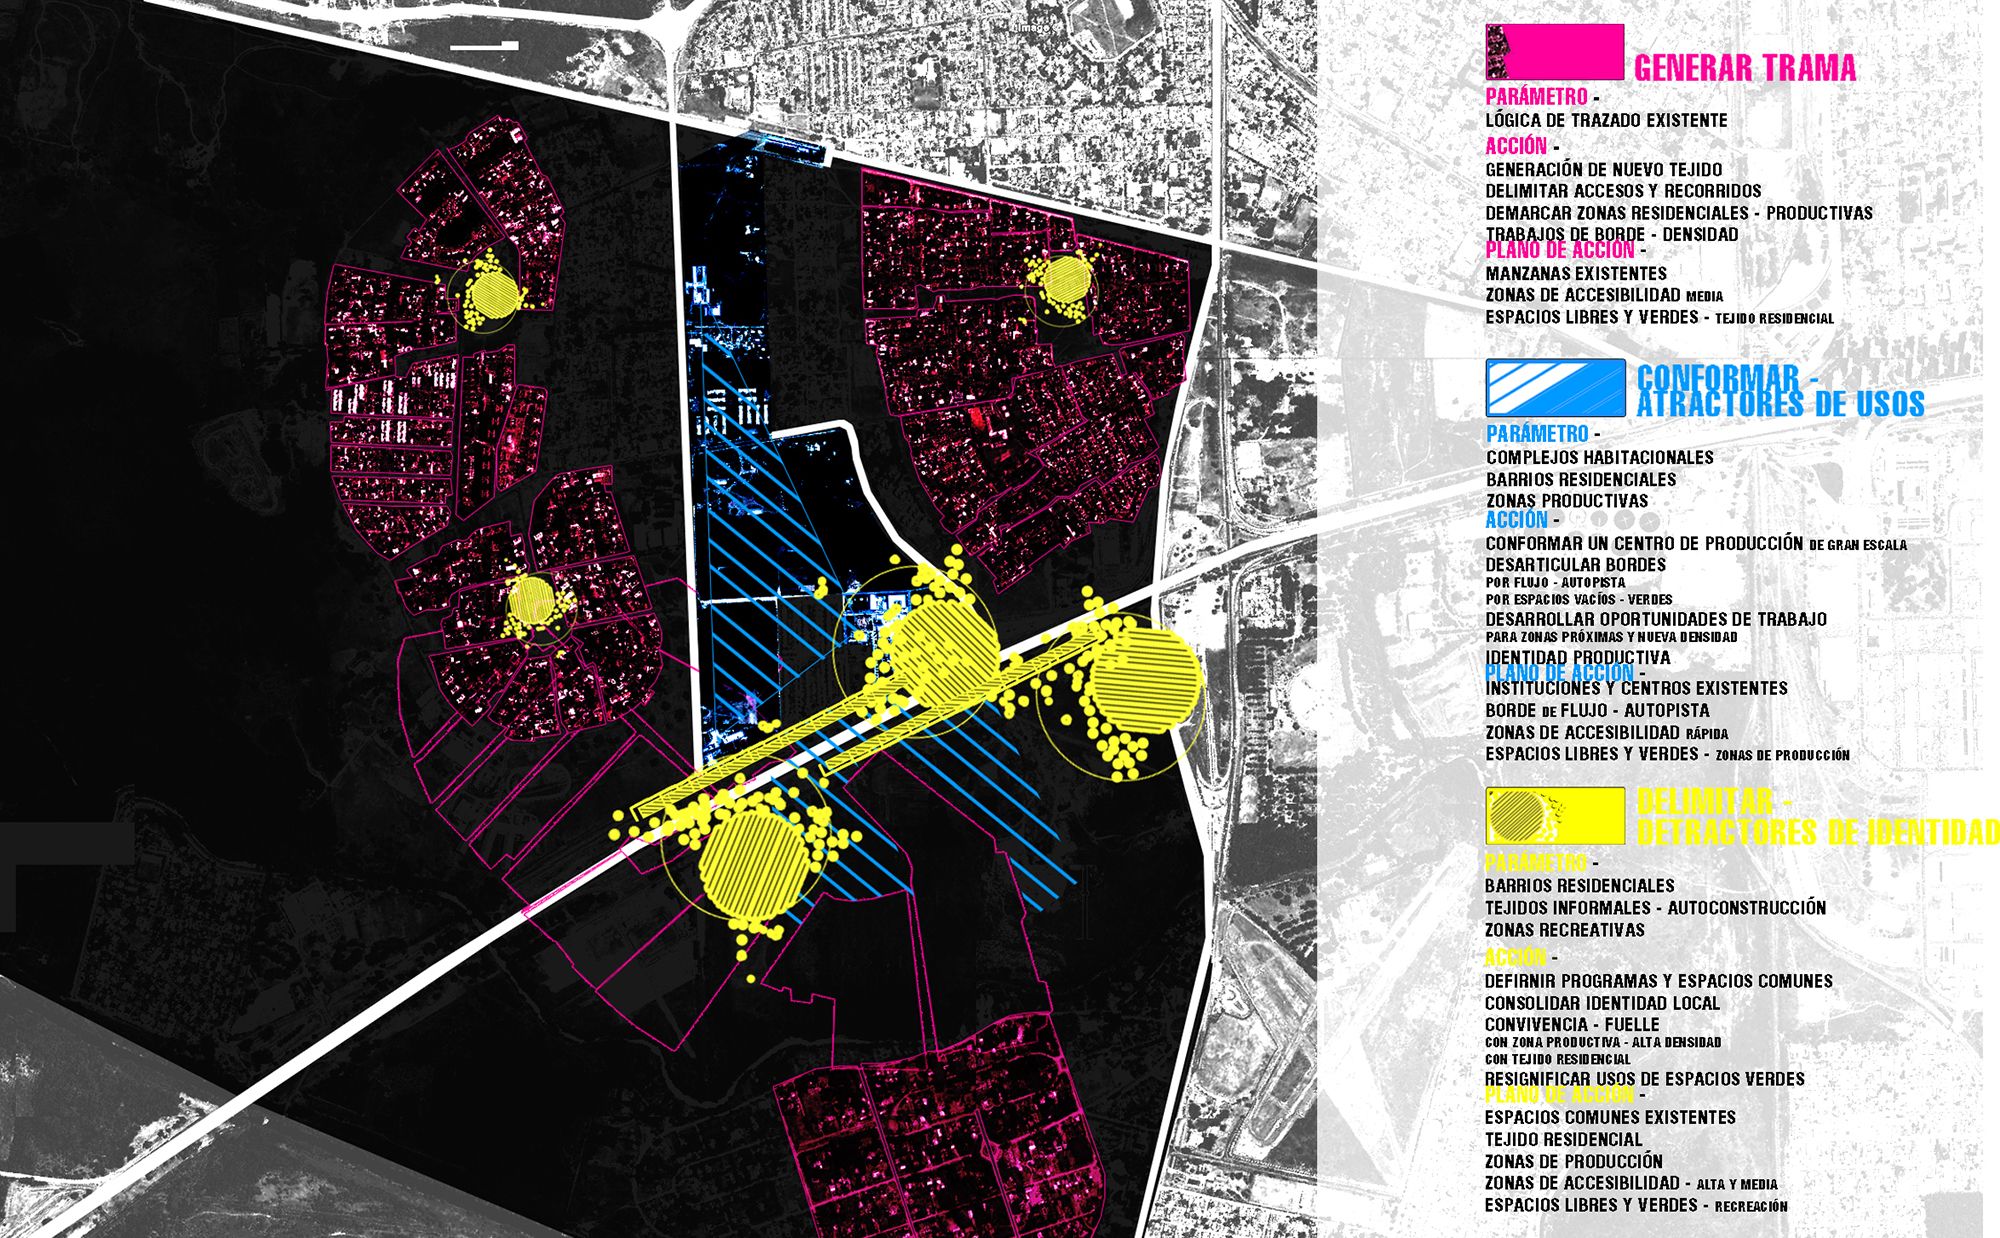 Image ©
GENERAR TRAMA
PARÁMETRO -
LÓGICA DE TRAZADO EXISTENTE
ACCIÓN -
GENERACIÓN DE NUEVO TEJIDO
DELIMITAR ACCESOS Y RECORRIDOS
DEMARCAR ZONAS RESIDENCIALES - PRODUCTIVAS
TRABAJOS DE BORDE - DENSIDAD
PLANO DE ACCIÓN -
MANZANAS EXISTENTES
ZONAS DE ACCESIBILIDAD MEDIA
ESPACIOS LIBRES Y VERDES - TEJIDO RESIDENCIAL
CONFORMAR -
ATRACTORES DE USOS
PARÁMETRO -
COMPLEJOS HABITACIONALES
BARRIOS RESIDENCIALES
ZONAS PRODUCTIVAS
ACCIÓN -
CONFORMAR UN CENTRO DE PRODUCCIÓN DE GRAN ESCALA
DESARTICULAR BORDES
POR FLUJO - AUTOPISTA
POR ESPACIOS VACÍOS - VERDES
DESARROLLAR OPORTUNIDADES DE TRABAJO
PARA ZONAS PRÓXIMAS Y NUEVA DENSIDAD
IDENTIDAD PRODUCTIVA
PLANO DE ACCIÓN -
INSTITUCIONES Y CENTROS EXISTENTES
BORDE DE FLUJO - AUTOPISTA
ZONAS DE ACCESIBILIDAD RÁPIDA
ESPACIOS LIBRES Y VERDES - ZONAS DE PRODUCCIÓN
DELIMITAR -
DETRACTORES DE IDENTIDAD
PARÁMETRO -
BARRIOS RESIDENCIALES
TEJIDOS INFORMALES - AUTOCONSTRUCCIÓN
ZONAS RECREATIVAS
ACCIÓN -
DEFIRNIR PROGRAMAS Y ESPACIOS COMUNES
CONSOLIDAR IDENTIDAD LOCAL
CONVIVENCIA - FUELLE
CON ZONA PRODUCTIVA - ALTA DENSIDAD
CON TEJIDO RESIDENCIAL
RESIGNIFICAR USOS DE ESPACIOS VERDES
PLANO DE ACCIÓN -
ESPACIOS COMUNES EXISTENTES
TEJIDO RESIDENCIAL
ZONAS DE PRODUCCIÓN
ZONAS DE ACCESIBILIDAD - ALTA Y MEDIA
ESPACIOS LIBRES Y VERDES - RECREACIÓN